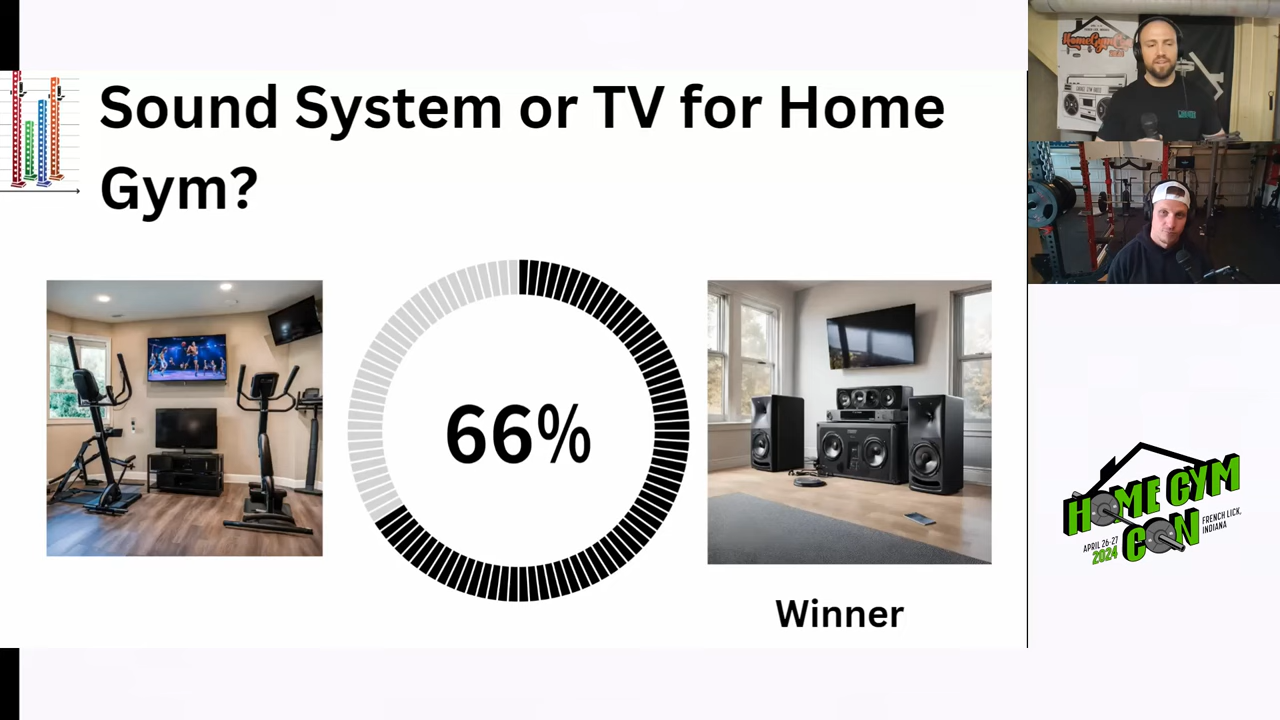 Sound System or TV for Home
Gym?
66%
Winner
HOME GYM
CON
APRIL 26-27
2024
FRENCH LICK,
INDIANA
HomeGymCon